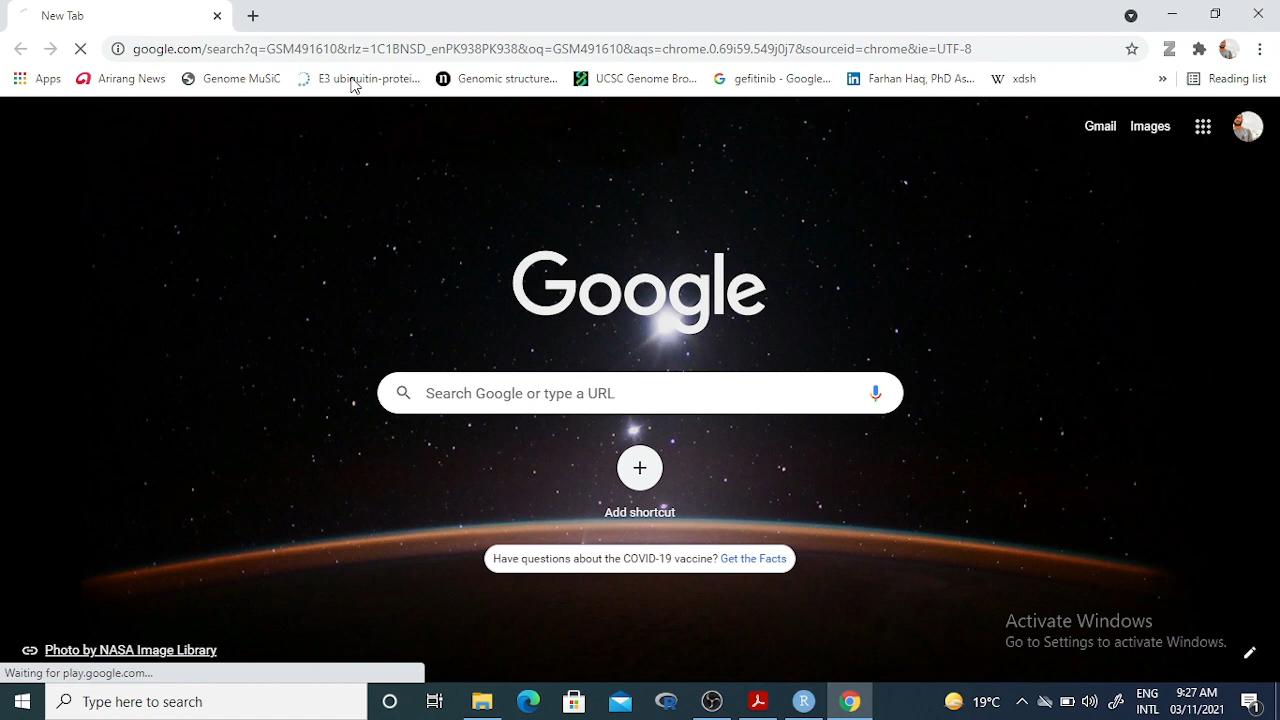 New Tab
google.com/search?q=GSM491610&rlz=1C1BNSD_enPK938PK938&oq=GSM491610&aqs=chrome.0.69i59.549j0j7&sourceid=chrome&ie=UTF-8
Apps Arirang News Genome MuSiC E3 ubiquitin-protei... Genomic structure... UCSC Genome Bro... gefitinib - Google... Farhan Haq, PhD As... xdsh » Reading list
Gmail Images
Google
Search Google or type a URL
Add shortcut
Have questions about the COVID-19 vaccine? Get the Facts
Activate Windows
Go to Settings to activate Windows.
Photo by NASA Image Library
Waiting for play.google.com...
Type here to search
19°C
ENG
INTL
9:27 AM
03/11/2021
1